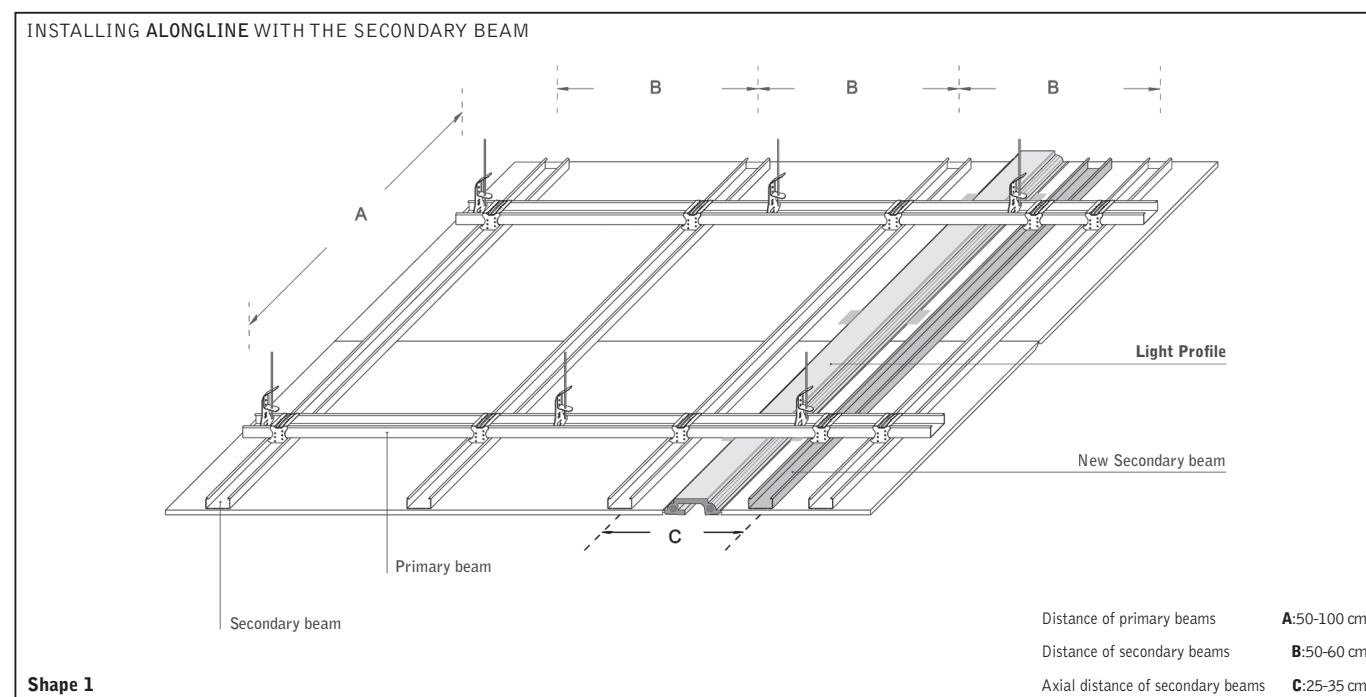 INSTALLING ALONGLINE WITH THE SECONDARY BEAM
B B B
A
Light Profile
New Secondary beam
C
Primary beam
Secondary beam
Distance of primary beams A:50-100 cm
Distance of secondary beams B:50-60 cm
Shape 1
Axial distance of secondary beams C:25-35 cm